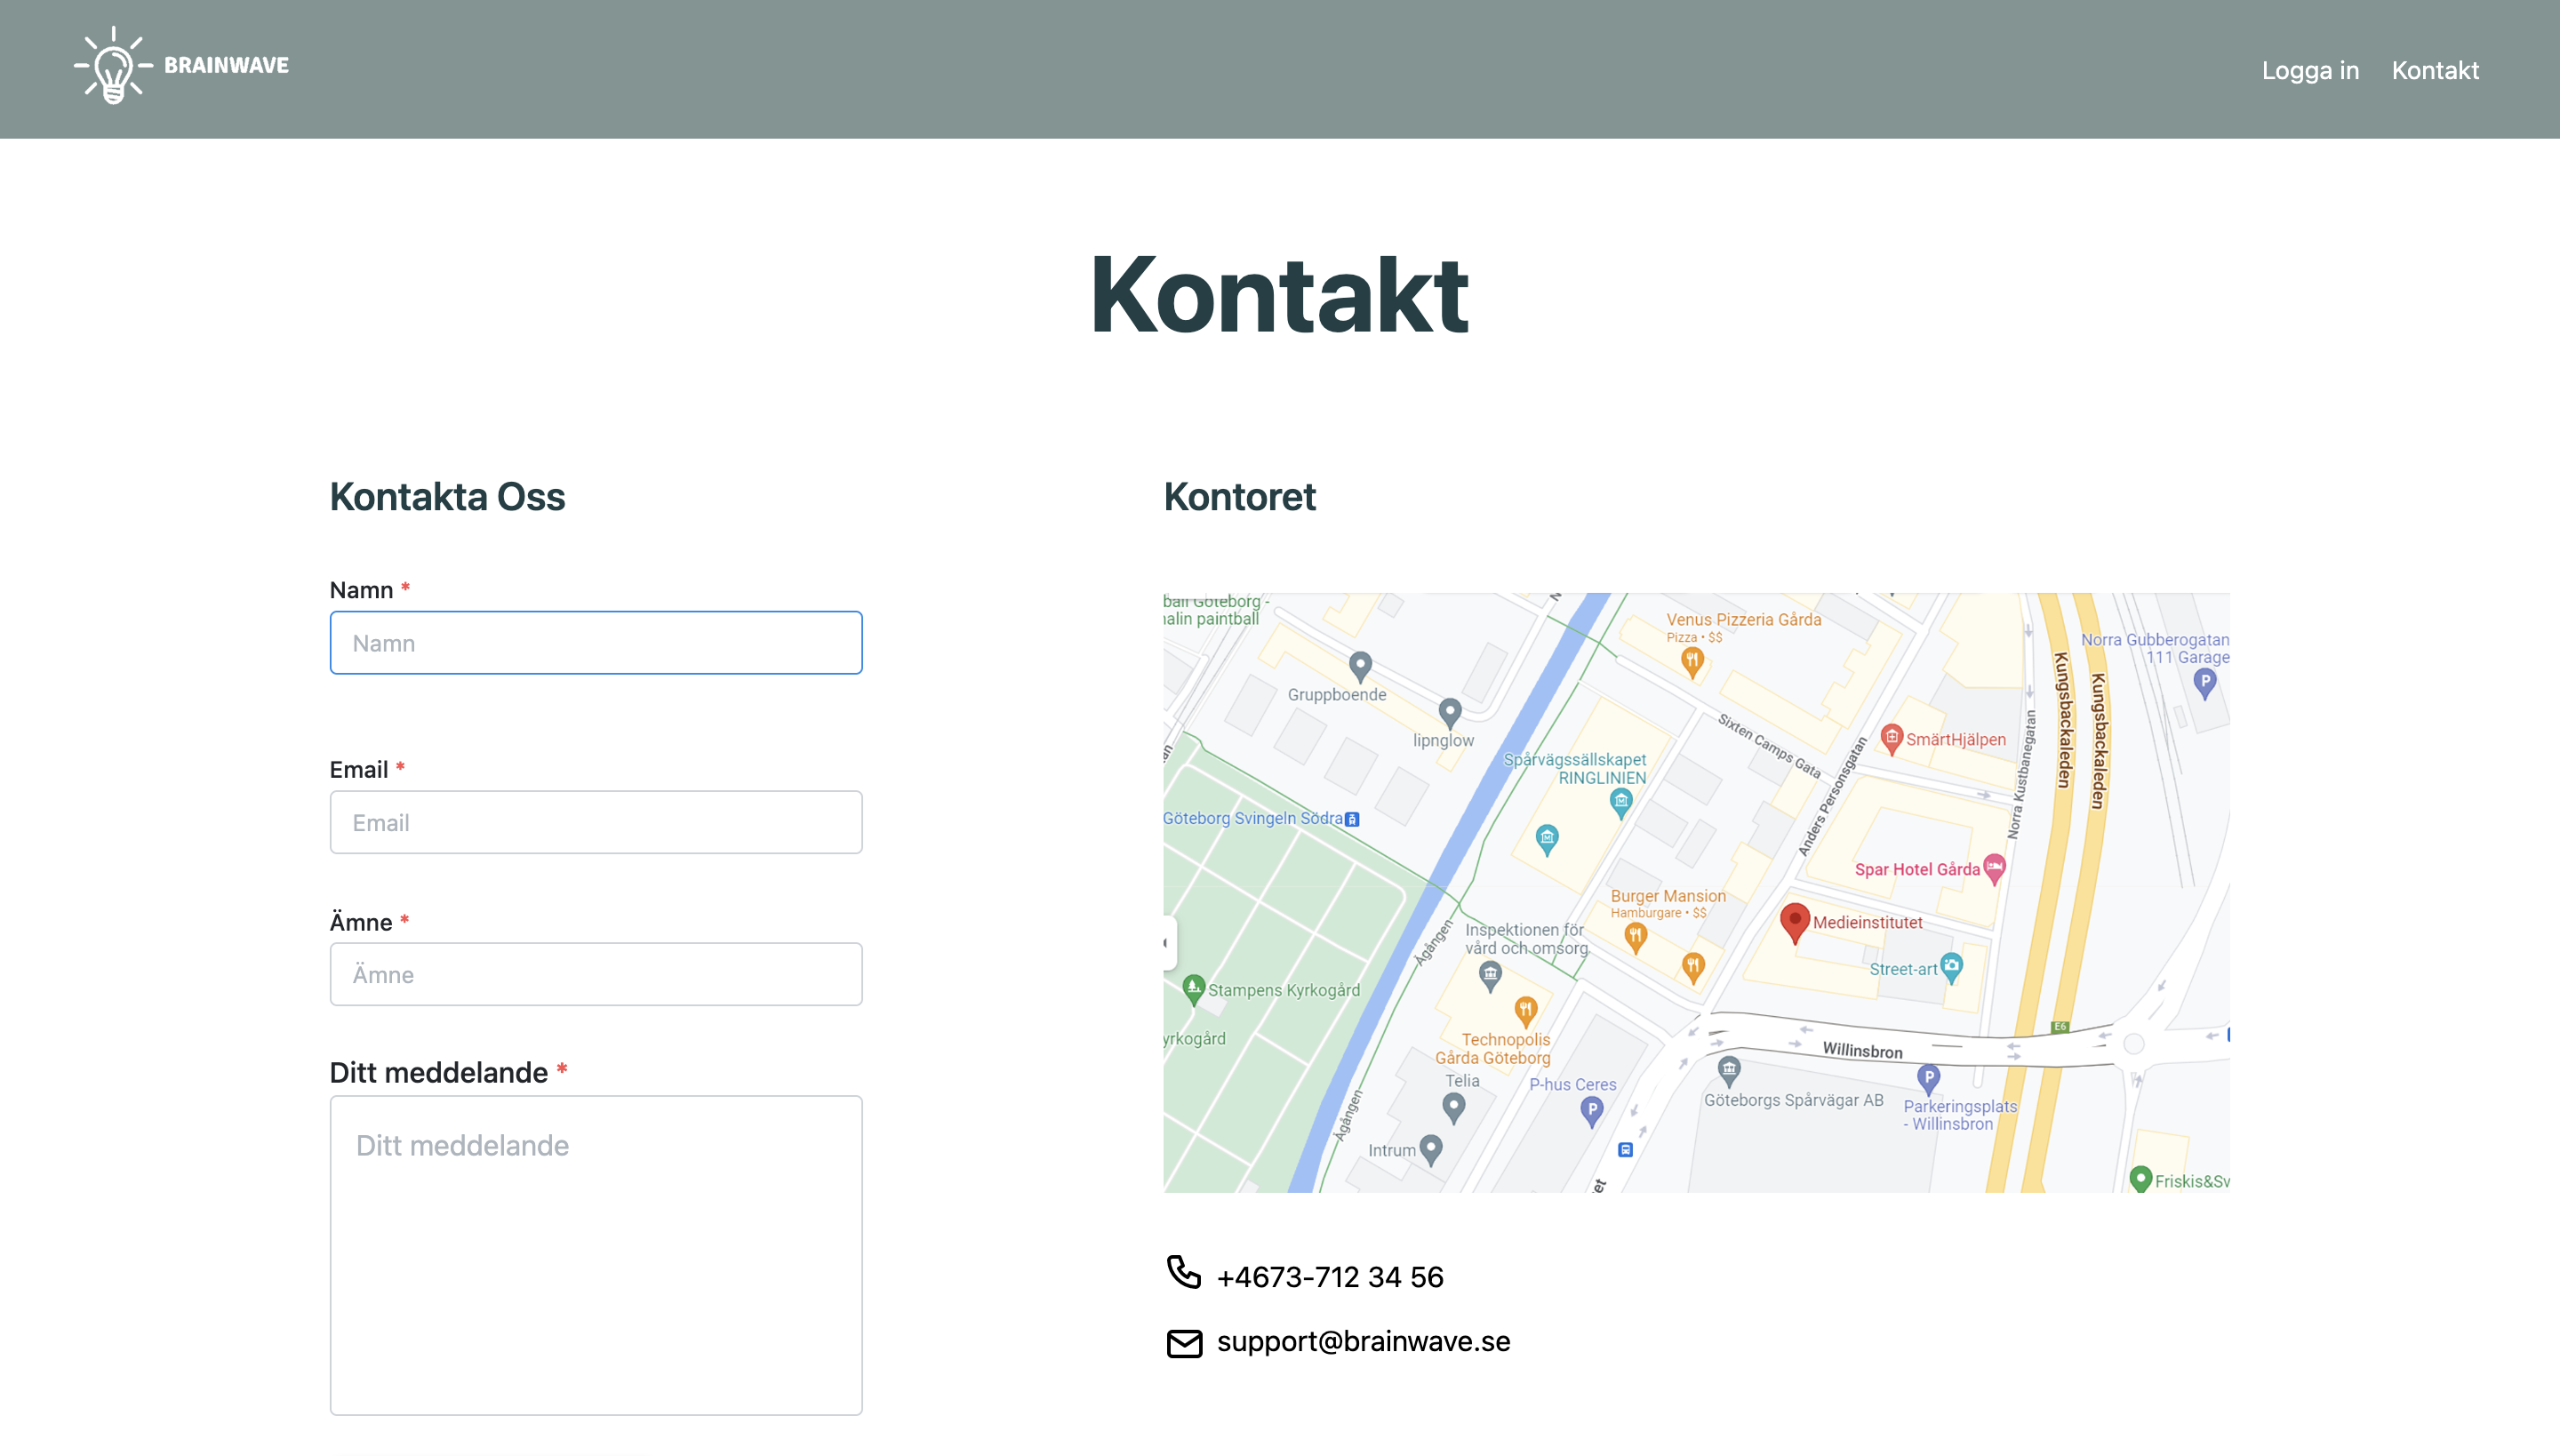 BRAINWAVE
Logga in
Kontakt
Kontakt
Kontakta Oss
Namn *
Namn
Email *
Email
Ämne *
Ämne
Ditt meddelande *
Ditt meddelande
Kontoret
ball Göteborg -
nalin paintball
Venus Pizzeria Gårda
Pizza • $$
Norra Gubberogatan
111 Garage
Gruppboende
lipnglow
Kungsbackaleden
Kungsbackaleden
Sixten Camps Gata
SmärtHjälpen
Norra Kustbanegatan
Anders Personsgatan
Spårvägssällskapet
RINGLINIEN
Göteborg Svingeln Södra
Spar Hotel Gårda
Burger Mansion
Hamburgare • $$
Medieinstitutet
Inspektionen för
vård och omsorg
Ågången
Street-art
Stampens Kyrkogård
yrkogård
Technopolis
Gårda Göteborg
E6
Willinsbron
Telia
P-hus Ceres
Göteborgs Spårvägar AB
Parkeringsplats
- Willinsbron
Ågången
Intrum
et
Friskis&Sv
+4673-712 34 56
support@brainwave.se